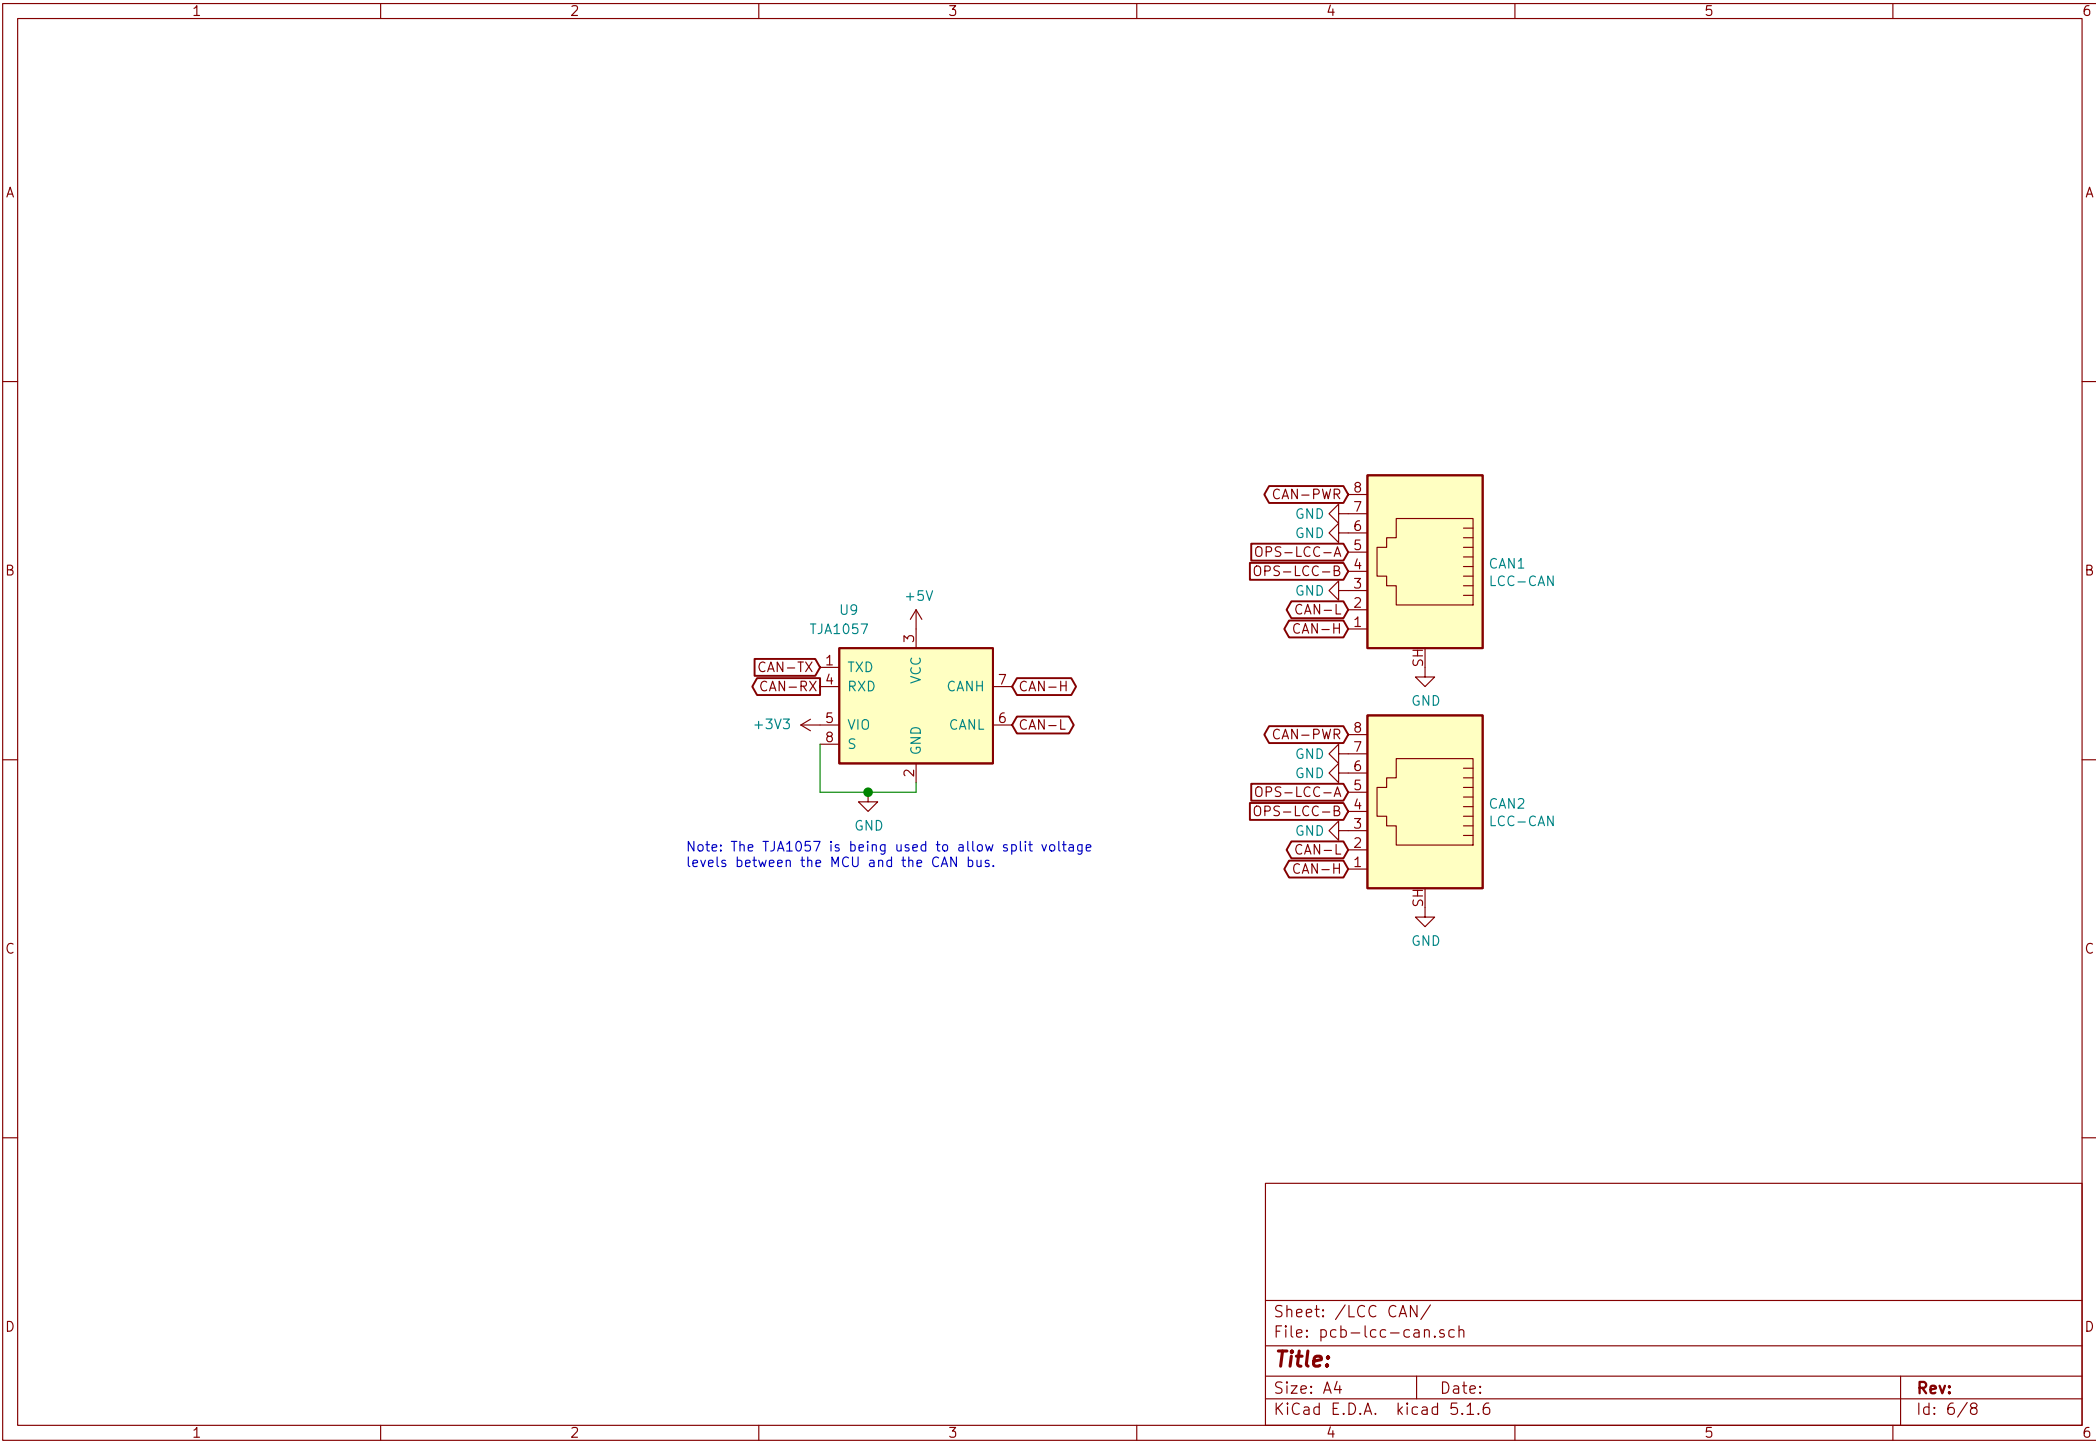 1 2 3 4 5 6
A A
B B
C C
D D
U9
TJA1057
+5V
3
VCC
CAN-TX 1 TXD
CAN-RX 4 RXD
CANH 7 CAN-H
+3V3 5 VIO
CANL 6 CAN-L
8 S
GND
2
GND
Note: The TJA1057 is being used to allow split voltage
levels between the MCU and the CAN bus.
CAN-PWR 8
GND 7
GND 6
OPS-LCC-A 5
OPS-LCC-B 4
GND 3
CAN-L 2
CAN-H 1
CAN1
LCC-CAN
SH
GND
CAN-PWR 8
GND 7
GND 6
OPS-LCC-A 5
OPS-LCC-B 4
GND 3
CAN-L 2
CAN-H 1
CAN2
LCC-CAN
SH
GND
Sheet: /LCC CAN/
File: pcb-lcc-can.sch
Title:
Size: A4 Date: Rev:
KiCad E.D.A. kicad 5.1.6 Id: 6/8
1 2 3 4 5 6